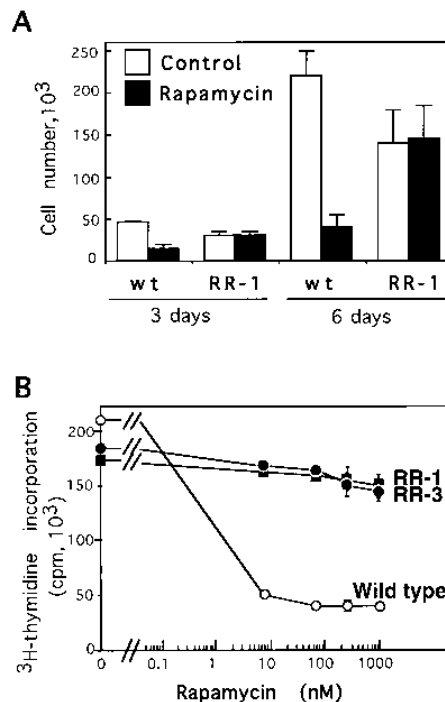 A
Cell number,10³
250
150
100
50
0
Control
Rapamycin
wt RR-1 wt RR-1
3 days 6 days
B
³H-thymidine incorporation
(cpm, 10³)
200
150
100
50
0
RR-1
RR-3
Wild type
0 0.1 1 10 100 1000
Rapamycin (nM)